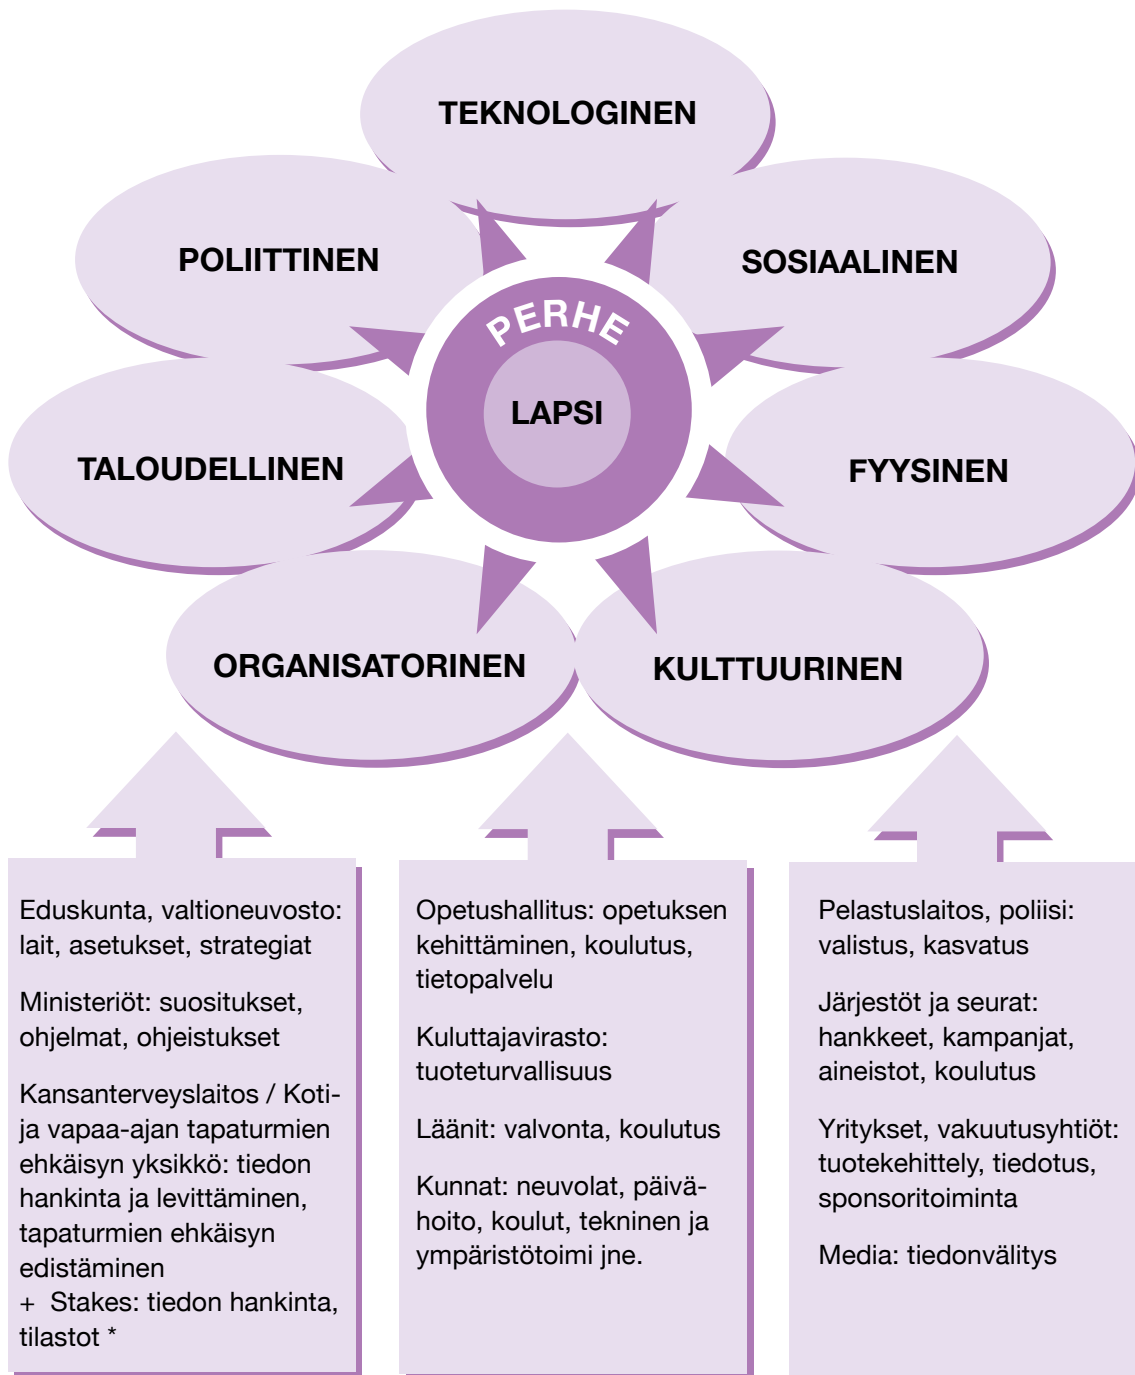 TEKNOLOGINEN
POLIITTINEN
SOSIAALINEN
PERHE
LAPSI
TALOUDELLINEN
FYYSINEN
ORGANISATORINEN
KULTTUURINEN
Eduskunta, valtioneuvosto:
lait, asetukset, strategiat
Ministeriöt: suositukset,
ohjelmat, ohjeistukset
Kansanterveyslaitos / Koti-
ja vapaa-ajan tapaturmien
ehkäisyn yksikkö: tiedon
hankinta ja levittäminen,
tapaturmien ehkäisyn
edistäminen
+ Stakes: tiedon hankinta,
tilastot *
Opetushallitus: opetuksen
kehittäminen, koulutus,
tietopalvelu
Kuluttajavirasto:
tuoteturvallisuus
Läänit: valvonta, koulutus
Kunnat: neuvolat, päivä-
hoito, koulut, tekninen ja
ympäristötoimi jne.
Pelastuslaitos, poliisi:
valistus, kasvatus
Järjestöt ja seurat:
hankkeet, kampanjat,
aineistot, koulutus
Yritykset, vakuutusyhtiöt:
tuotekehittely, tiedotus,
sponsoritoiminta
Media: tiedonvälitys